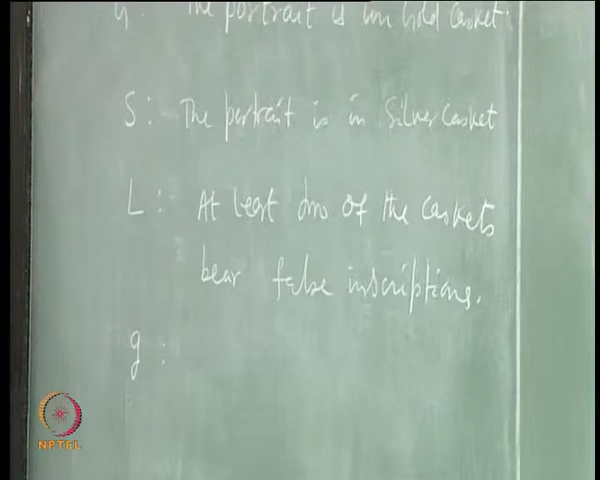 G: The portrait is in Gold Casket.
S: The portrait is in Silver Casket
L: At least two of the caskets
bear false inscriptions.
g:
NPTEL